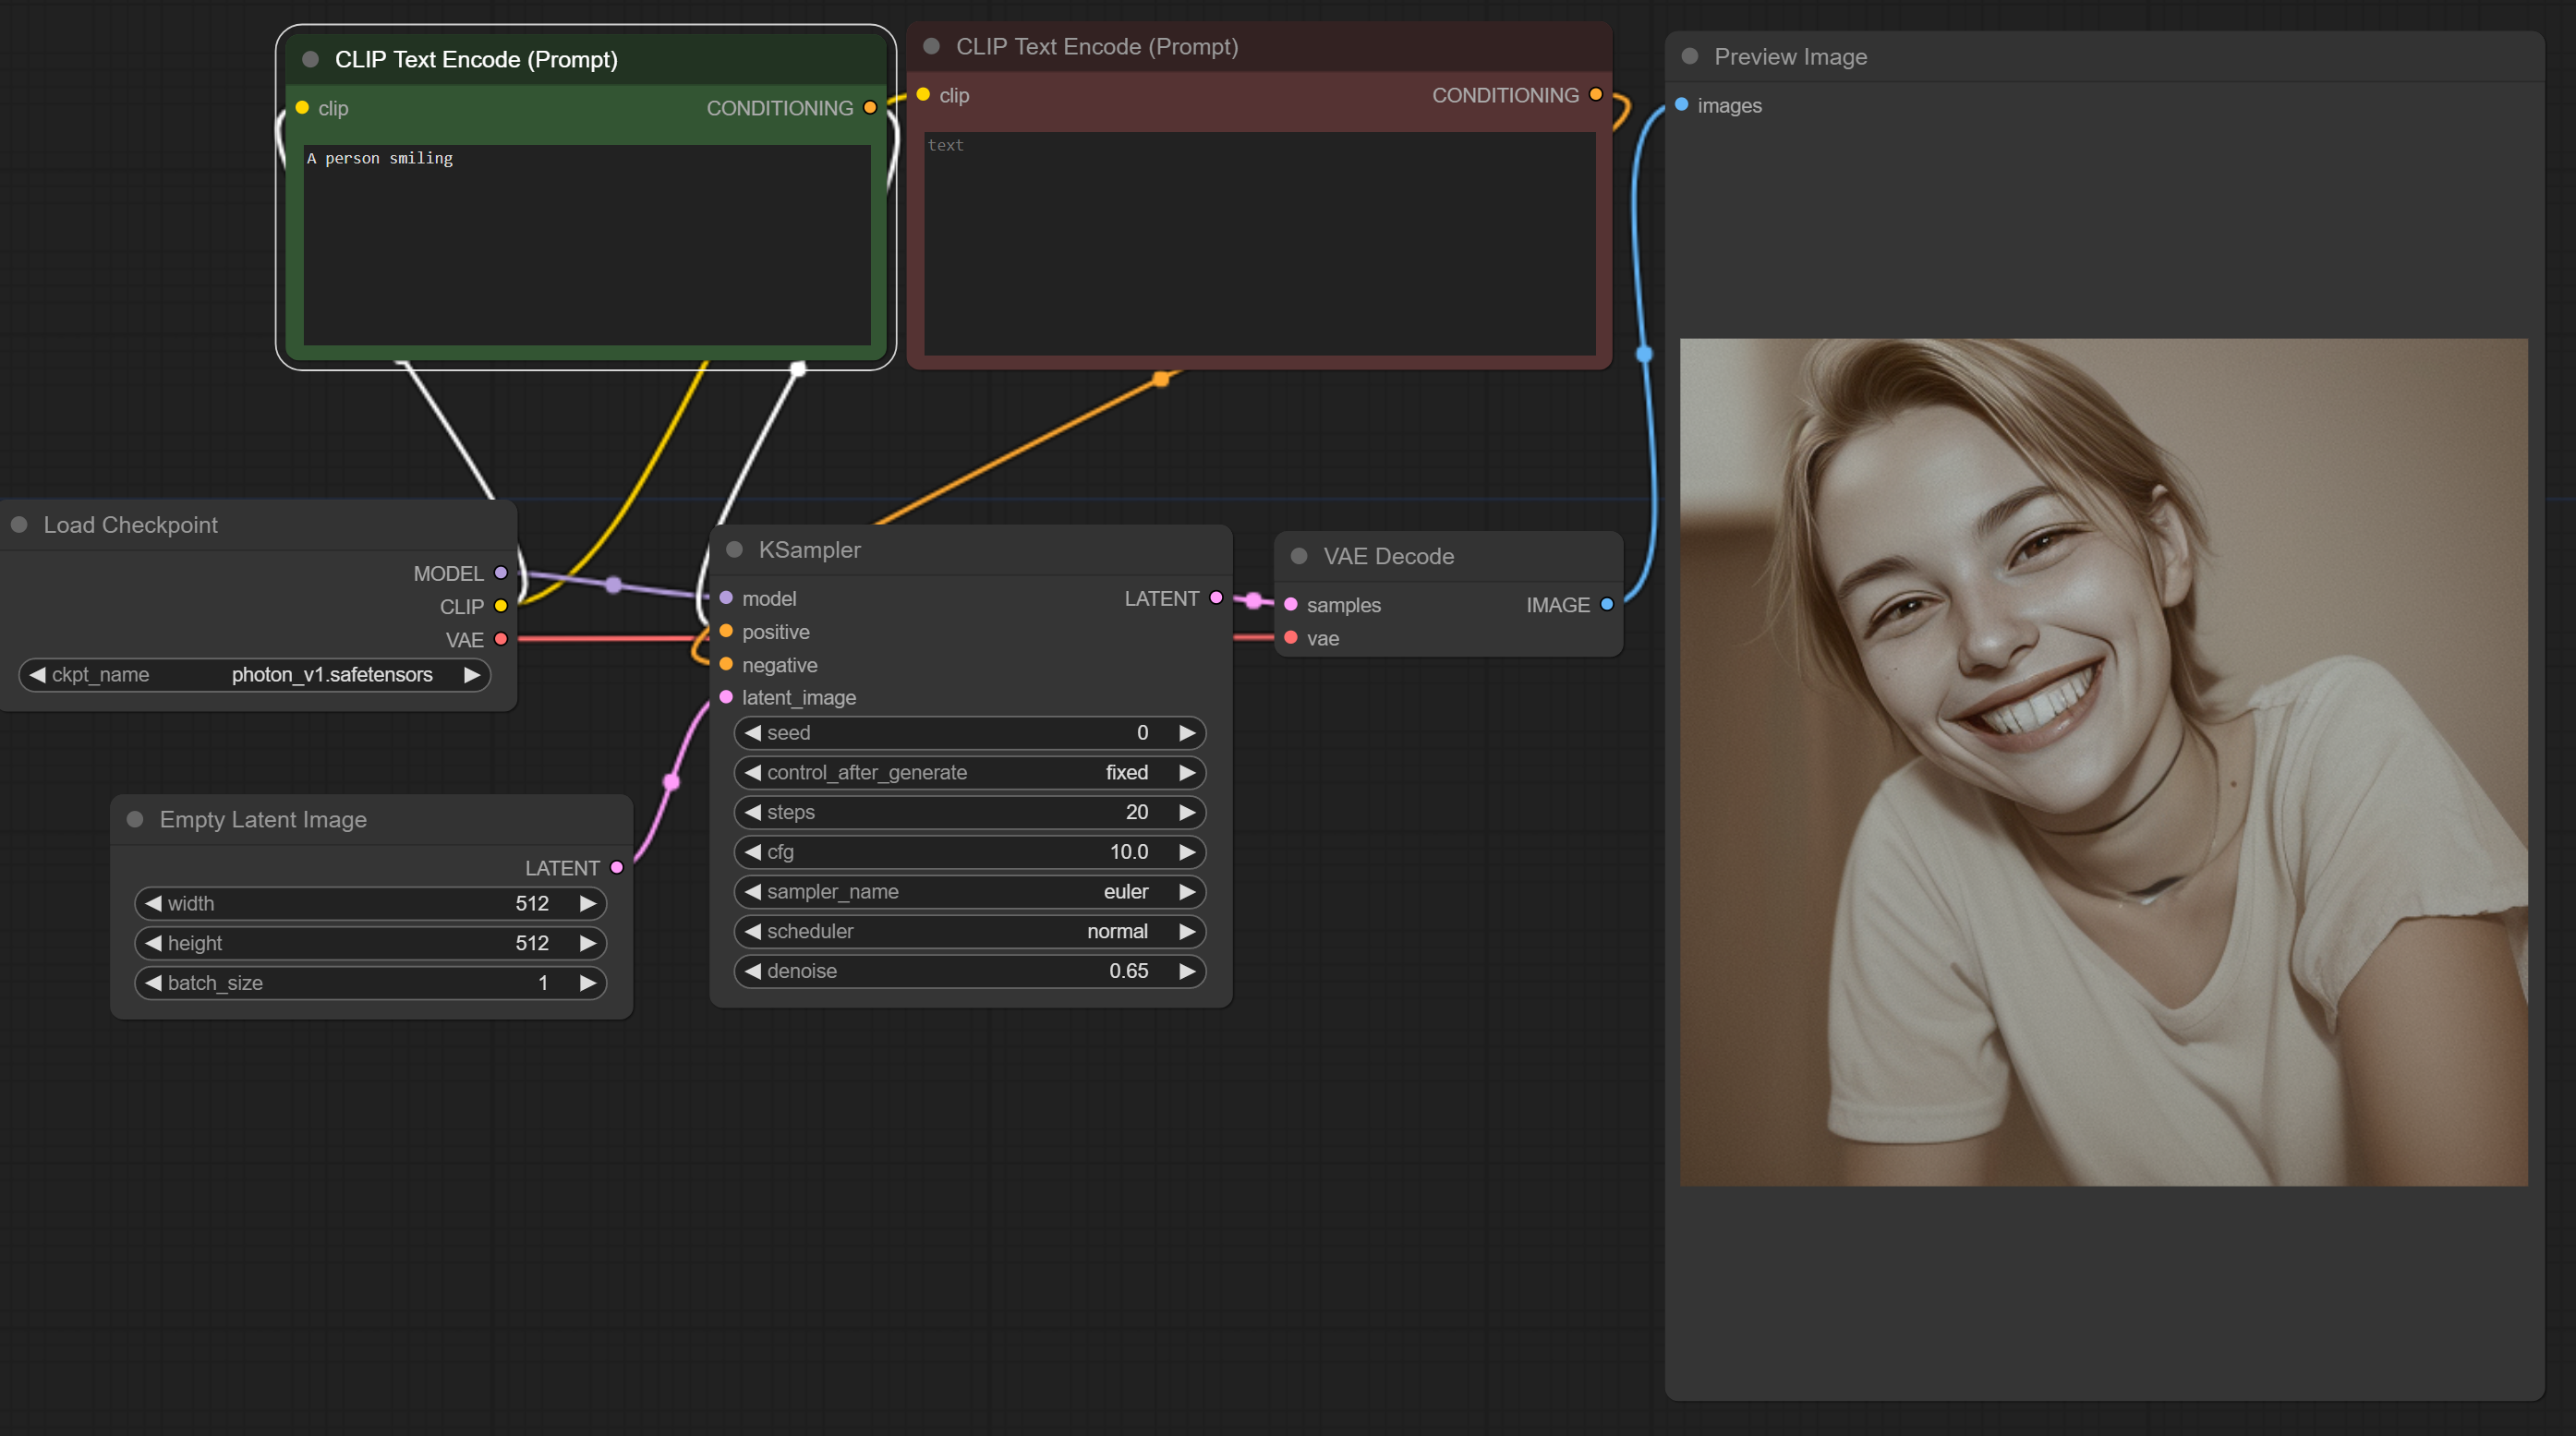 CLIP Text Encode (Prompt)
clip
CONDITIONING
A person smiling
CLIP Text Encode (Prompt)
clip
CONDITIONING
text
Preview Image
images
Load Checkpoint
MODEL
CLIP
VAE
ckpt_name photon_v1.safetensors
Empty Latent Image
LATENT
width 512
height 512
batch_size 1
KSampler
model
LATENT
positive
negative
latent_image
seed 0
control_after_generate fixed
steps 20
cfg 10.0
sampler_name euler
scheduler normal
denoise 0.65
VAE Decode
samples
IMAGE
vae